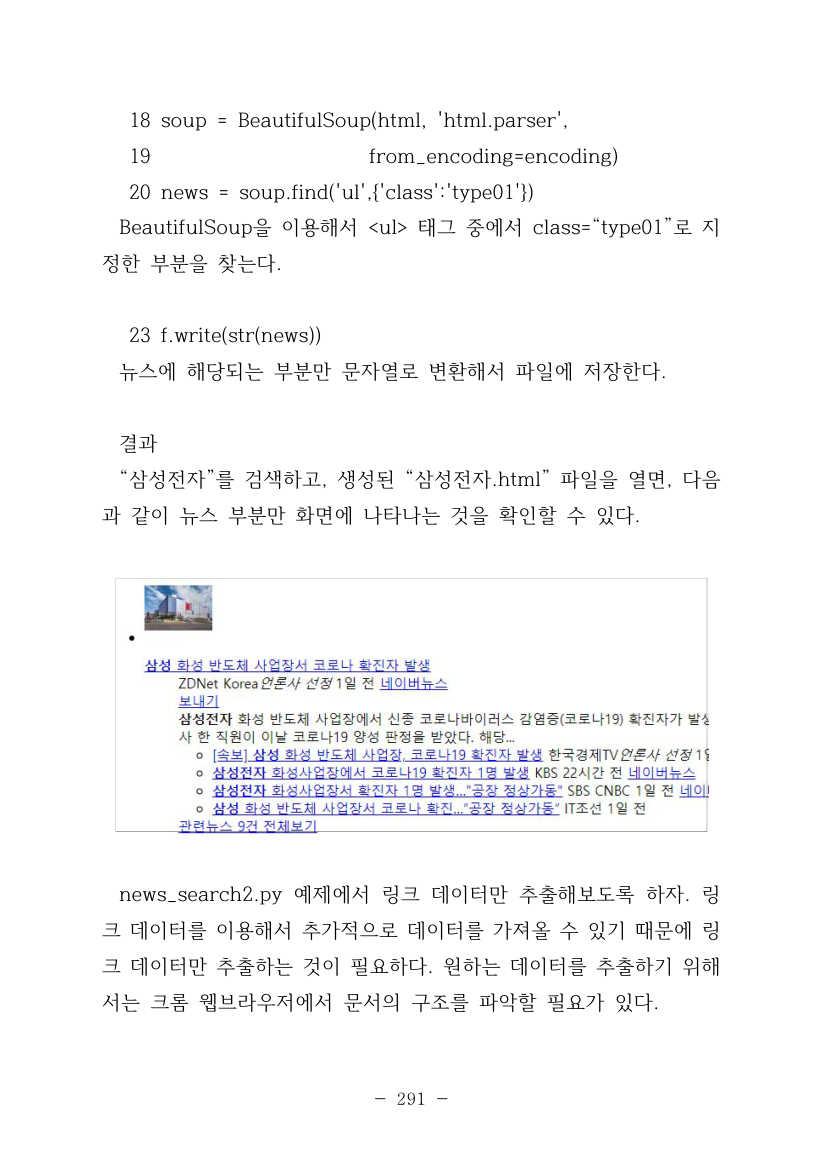 18 soup = BeautifulSoup(html, 'html.parser',
19 from_encoding=encoding)
20 news = soup.find('ul',{'class':'type01'})
BeautifulSoup을 이용해서 <ul> 태그 중에서 class=“type01”로 지
정한 부분을 찾는다.
23 f.write(str(news))
뉴스에 해당되는 부분만 문자열로 변환해서 파일에 저장한다.
결과
“삼성전자”를 검색하고, 생성된 “삼성전자.html” 파일을 열면, 다음
과 같이 뉴스 부분만 화면에 나타나는 것을 확인할 수 있다.
삼성 화성 반도체 사업장서 코로나 확진자 발생
ZDNet Korea언론사 선정 1일 전 네이버뉴스
보내기
삼성전자 화성 반도체 사업장에서 신종 코로나바이러스 감염증(코로나19) 확진자가 발생
사 한 직원이 이날 코로나19 양성 판정을 받았다. 해당...
[속보] 삼성 화성 반도체 사업장, 코로나19 확진자 발생 한국경제TV언론사 선정 1일
삼성전자 화성사업장에서 코로나19 확진자 1명 발생 KBS 22시간 전 네이버뉴스
삼성전자 화성사업장서 확진자 1명 발생..."공장 정상가동" SBS CNBC 1일 전 네이
삼성 화성 반도체 사업장서 코로나 확진...“공장 정상가동” IT조선 1일 전
관련뉴스 9건 전체보기
news_search2.py 예제에서 링크 데이터만 추출해보도록 하자. 링
크 데이터를 이용해서 추가적으로 데이터를 가져올 수 있기 때문에 링
크 데이터만 추출하는 것이 필요하다. 원하는 데이터를 추출하기 위해
서는 크롬 웹브라우저에서 문서의 구조를 파악할 필요가 있다.
- 291 -